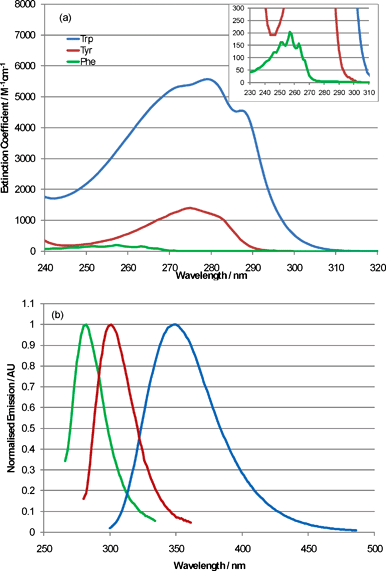 (a)
Trp
Tyr
Phe
Extinction Coefficient / M⁻¹cm⁻¹
8000
7000
6000
5000
4000
3000
2000
1000
0
240 250 260 270 280 290 300 310 320
Wavelength / nm
300
250
200
150
100
50
0
230 240 250 260 270 280 290 300 310
(b)
Normalised Emission / AU
1.1
1
0.9
0.8
0.7
0.6
0.5
0.4
0.3
0.2
0.1
0
250 300 350 400 450 500
Wavelength / nm